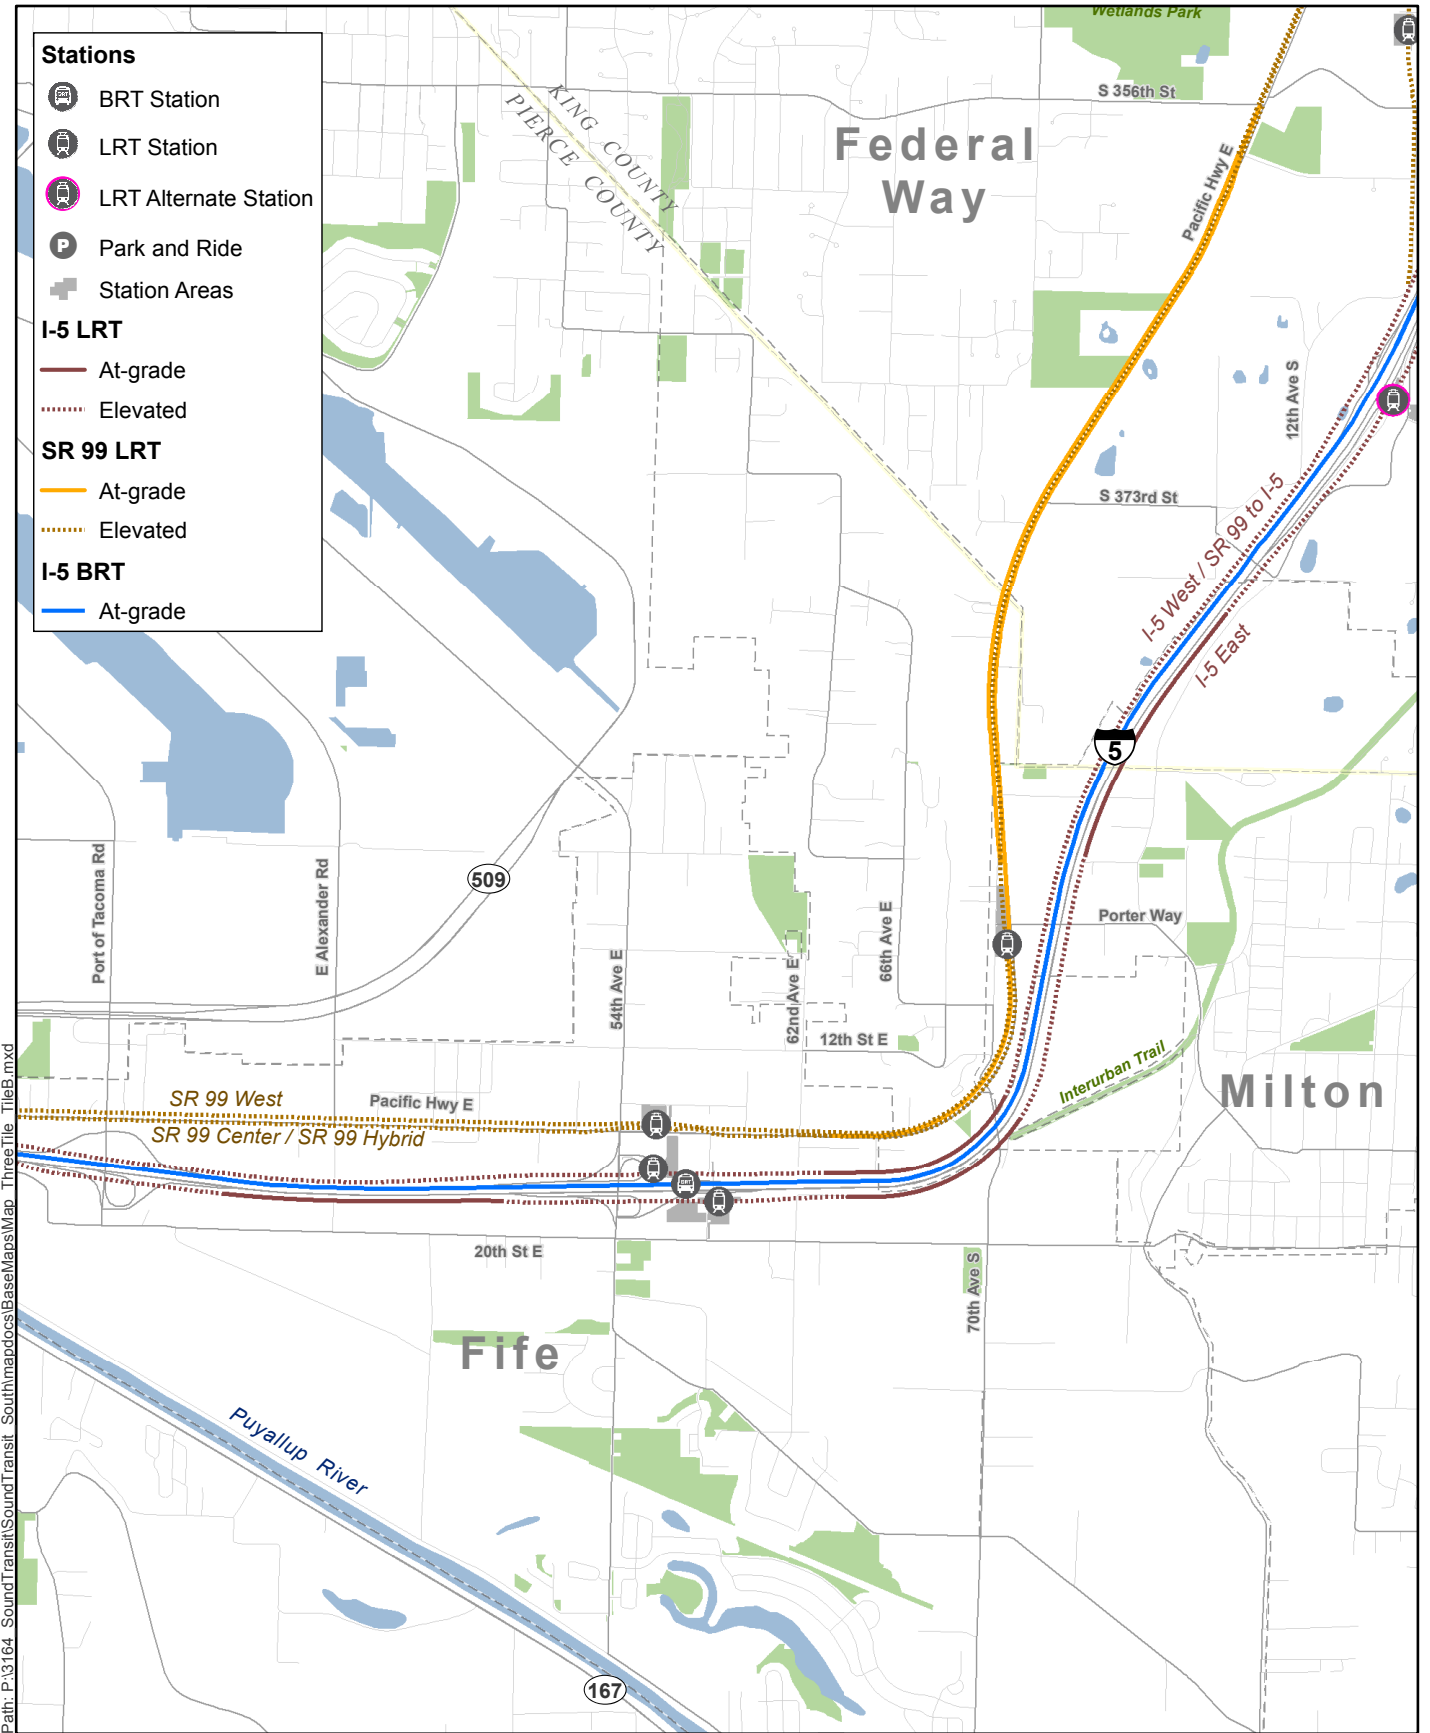 Wetlands Park
Stations
BRT Station
LRT Station
LRT Alternate Station
P
Park and Ride
Station Areas
I-5 LRT
At-grade
Elevated
SR 99 LRT
At-grade
Elevated
I-5 BRT
At-grade
KING COUNTY
PIERCE COUNTY
Federal
Way
S 356th St
Pacific Hwy E
12th Ave S
S 373rd St
I-5 West / SR 99 to I-5
I-5 East
5
Port of Tacoma Rd
E Alexander Rd
509
54th Ave E
62nd Ave E
66th Ave E
Porter Way
12th St E
Interurban Trail
Milton
SR 99 West
Pacific Hwy E
SR 99 Center / SR 99 Hybrid
BRT
20th St E
70th Ave S
Fife
Puyallup River
167
Path: P:\3164_SoundTransit\SoundTransit_South\mapdocs\BaseMaps\Map_ThreeTile_TileB.mxd